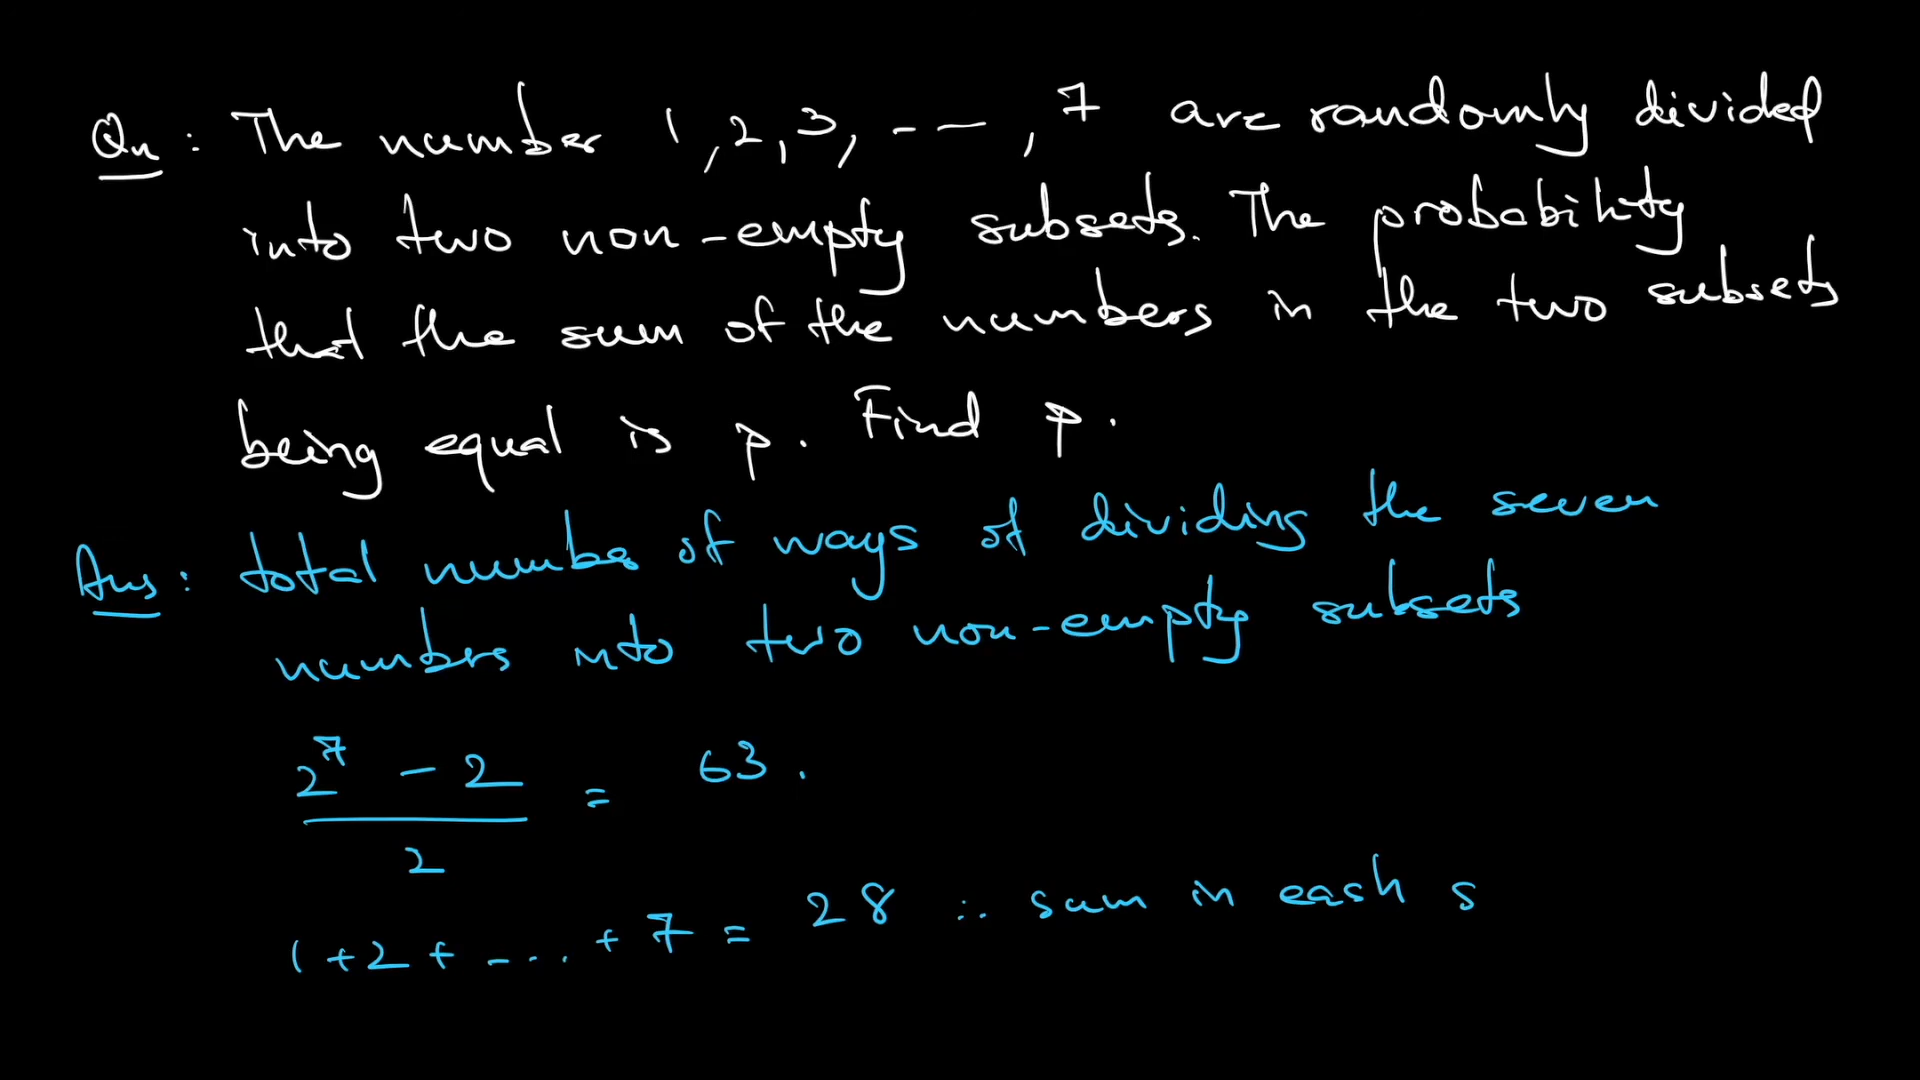 Qn : The number 1, 2, 3, - - , 7 are randomly divided
into two non-empty subsets. The probability
that the sum of the numbers in the two subsets
being equal is p. Find p.
Ans : total number of ways of dividing the seven
numbers into two non-empty subsets
2^7 - 2 / 2 = 63.
1 + 2 + - ... + 7 = 28 ∴ sum in each s